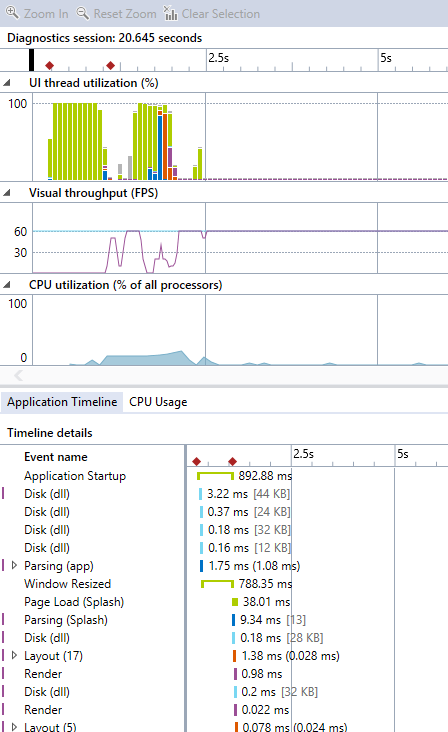 Zoom In Reset Zoom Clear Selection
Diagnostics session: 20.645 seconds
2.5s 5s
UI thread utilization (%)
100
Visual throughput (FPS)
60
30
CPU utilization (% of all processors)
100
0
Application Timeline CPU Usage
Timeline details
Event name 2.5s 5s
Application Startup 892.88 ms
Disk (dll) 3.22 ms [44 KB]
Disk (dll) 0.37 ms [24 KB]
Disk (dll) 0.18 ms [32 KB]
Disk (dll) 0.16 ms [12 KB]
Parsing (app) 1.75 ms (1.08 ms)
Window Resized 788.35 ms
Page Load (Splash) 38.01 ms
Parsing (Splash) 9.34 ms [13]
Disk (dll) 0.18 ms [28 KB]
Layout (17) 1.38 ms (0.028 ms)
Render 0.98 ms
Disk (dll) 0.2 ms [32 KB]
Render 0.022 ms
Layout (5) 0.078 ms (0.024 ms)